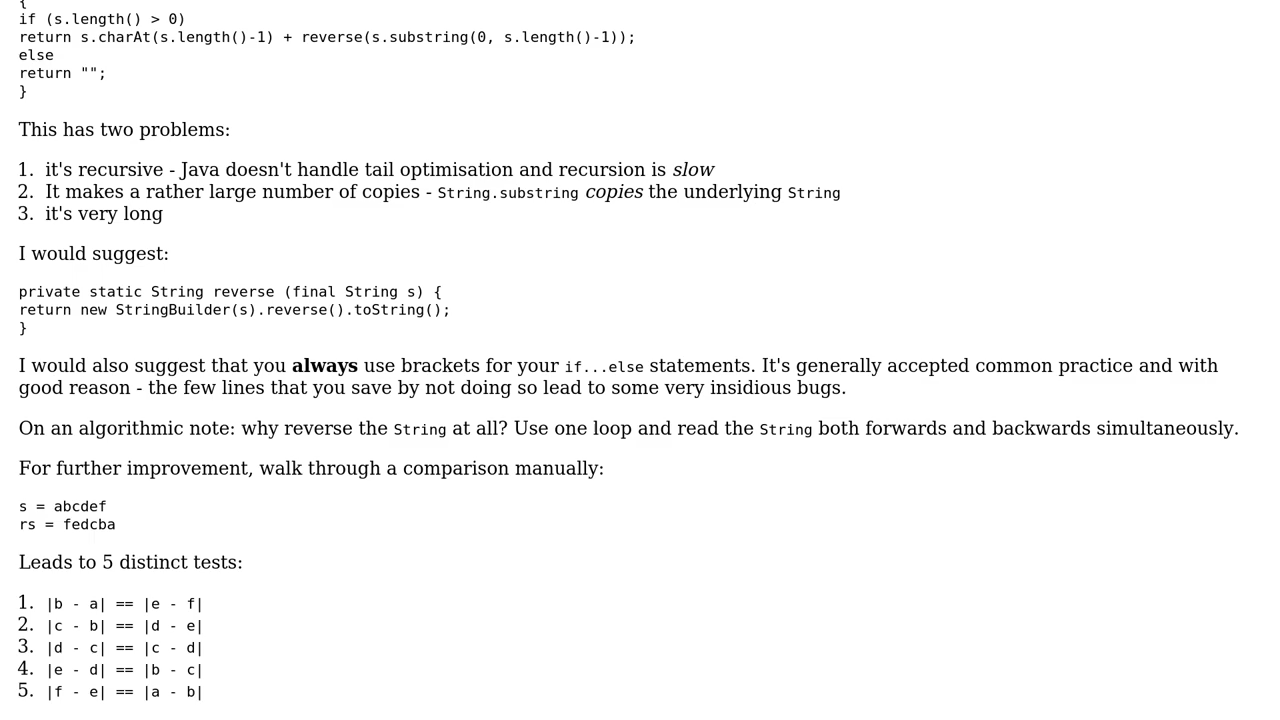 {
if (s.length() > 0)
return s.charAt(s.length()-1) + reverse(s.substring(0, s.length()-1));
else
return "";
}
This has two problems:
1. it's recursive - Java doesn't handle tail optimisation and recursion is slow
2. It makes a rather large number of copies - String.substring copies the underlying String
3. it's very long
I would suggest:
private static String reverse (final String s) {
return new StringBuilder(s).reverse().toString();
}
I would also suggest that you always use brackets for your if...else statements. It's generally accepted common practice and with
good reason - the few lines that you save by not doing so lead to some very insidious bugs.
On an algorithmic note: why reverse the String at all? Use one loop and read the String both forwards and backwards simultaneously.
For further improvement, walk through a comparison manually:
s = abcdef
rs = fedcba
Leads to 5 distinct tests:
1. |b - a| == |e - f|
2. |c - b| == |d - e|
3. |d - c| == |c - d|
4. |e - d| == |b - c|
5. |f - e| == |a - b|